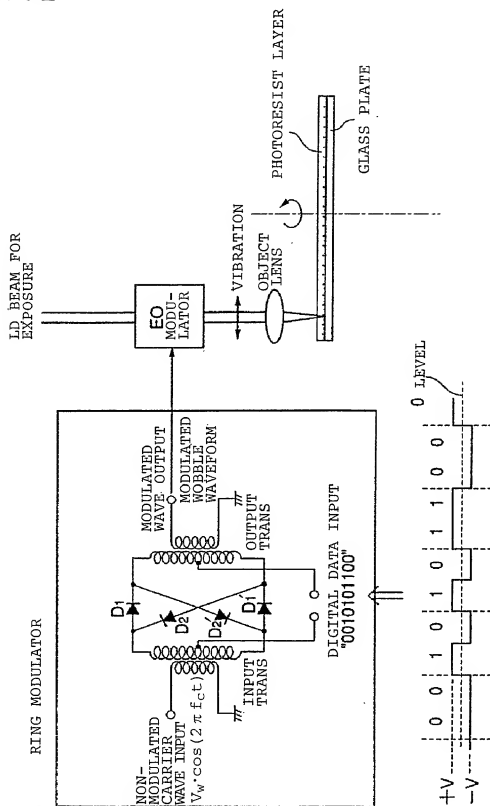 LD BEAM FOR
EXPOSURE
EO
MODU-
LATOR
VIBRATION
OBJECT
LENS
PHOTORESIST LAYER
GLASS PLATE
RING MODULATOR
NON-
MODULATED
CARRIER
WAVE INPUT
Vw·cos(2πfct)
INPUT
TRANS
D1
D2
D2'
D1'
MODULATED
WAVE OUTPUT
MODULATED
WOBBLE
WAVEFORM
OUTPUT
TRANS
DIGITAL DATA INPUT
"0010101100"
0 0 1 0 1 0 1 1 0 0
0 LEVEL
+V
-V